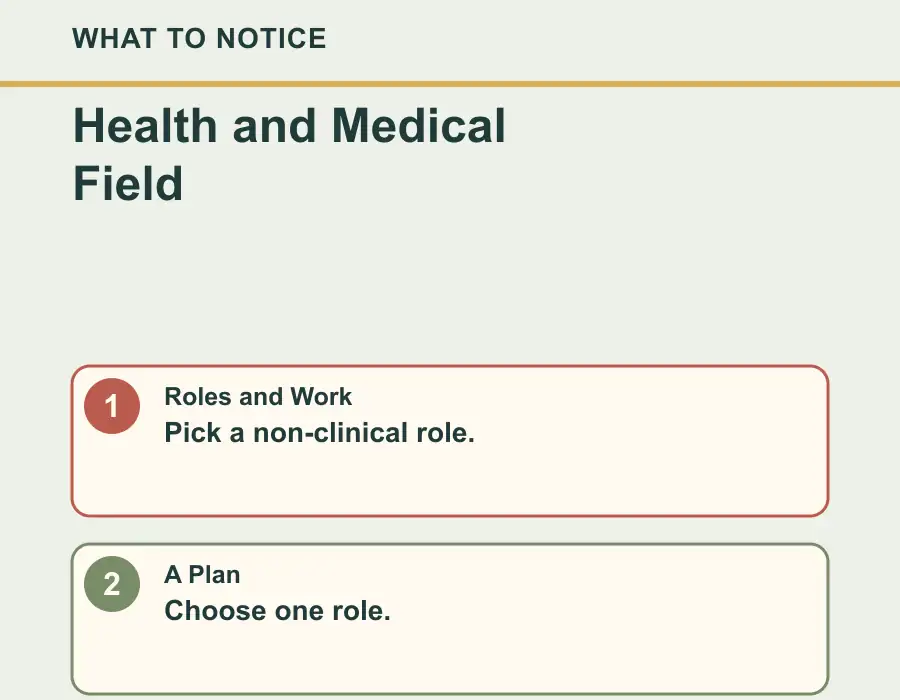 WHAT TO NOTICE
Health and Medical
Field
1
Roles and Work
Pick a non-clinical role.
2
A Plan
Choose one role.